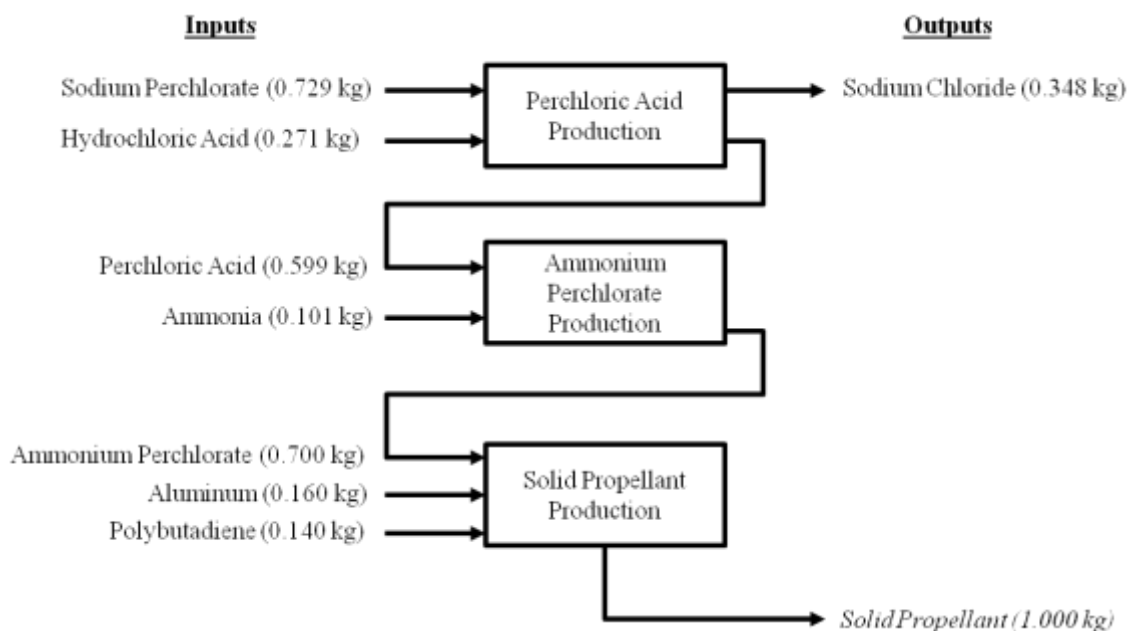 Inputs
Outputs
Sodium Perchlorate (0.729 kg)
Perchloric Acid
Production
Sodium Chloride (0.348 kg)
Hydrochloric Acid (0.271 kg)
Perchloric Acid (0.599 kg)
Ammonium
Perchlorate
Production
Ammonia (0.101 kg)
Ammonium Perchlorate (0.700 kg)
Solid Propellant
Production
Aluminum (0.160 kg)
Polybutadiene (0.140 kg)
Solid Propellant (1.000 kg)